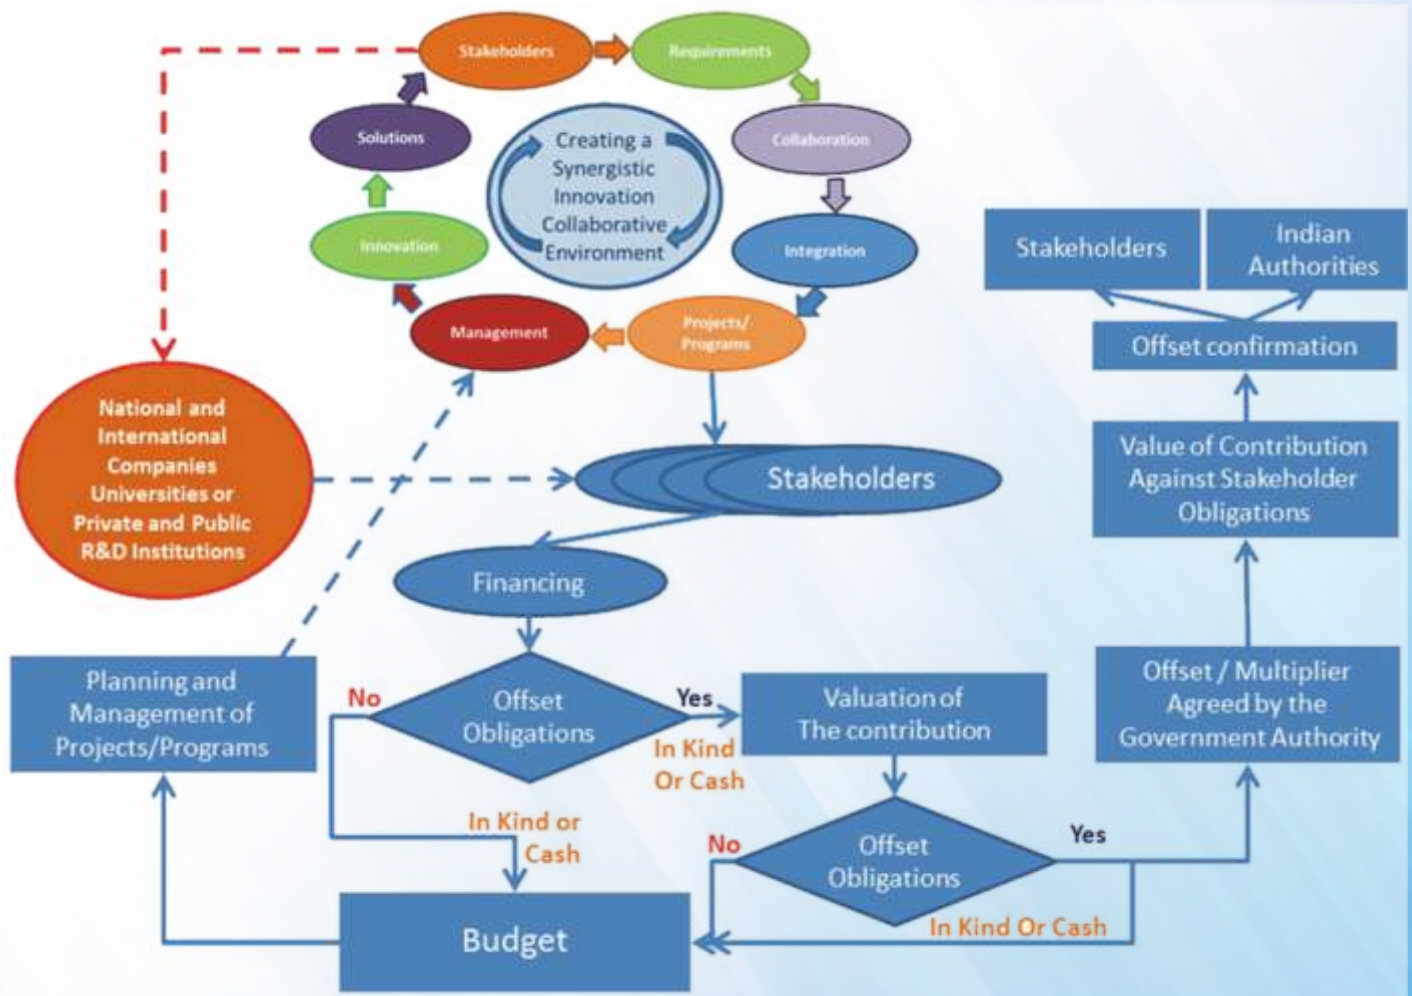 Stakeholders
Requirements
Solutions
Collaboration
Creating a
Synergistic
Innovation
Collaborative
Environment
Innovation
Integration
Management
Projects/
Programs
Stakeholders
Indian
Authorities
Offset confirmation
National and
International
Companies
Universities or
Private and Public
R&D Institutions
Stakeholders
Value of Contribution
Against Stakeholder
Obligations
Financing
Planning and
Management of
Projects/Programs
No
Offset
Obligations
Yes
In Kind
Or Cash
Valuation of
The contribution
Offset / Multiplier
Agreed by the
Government Authority
In Kind or
Cash
No
Offset
Obligations
Yes
In Kind Or Cash
Budget